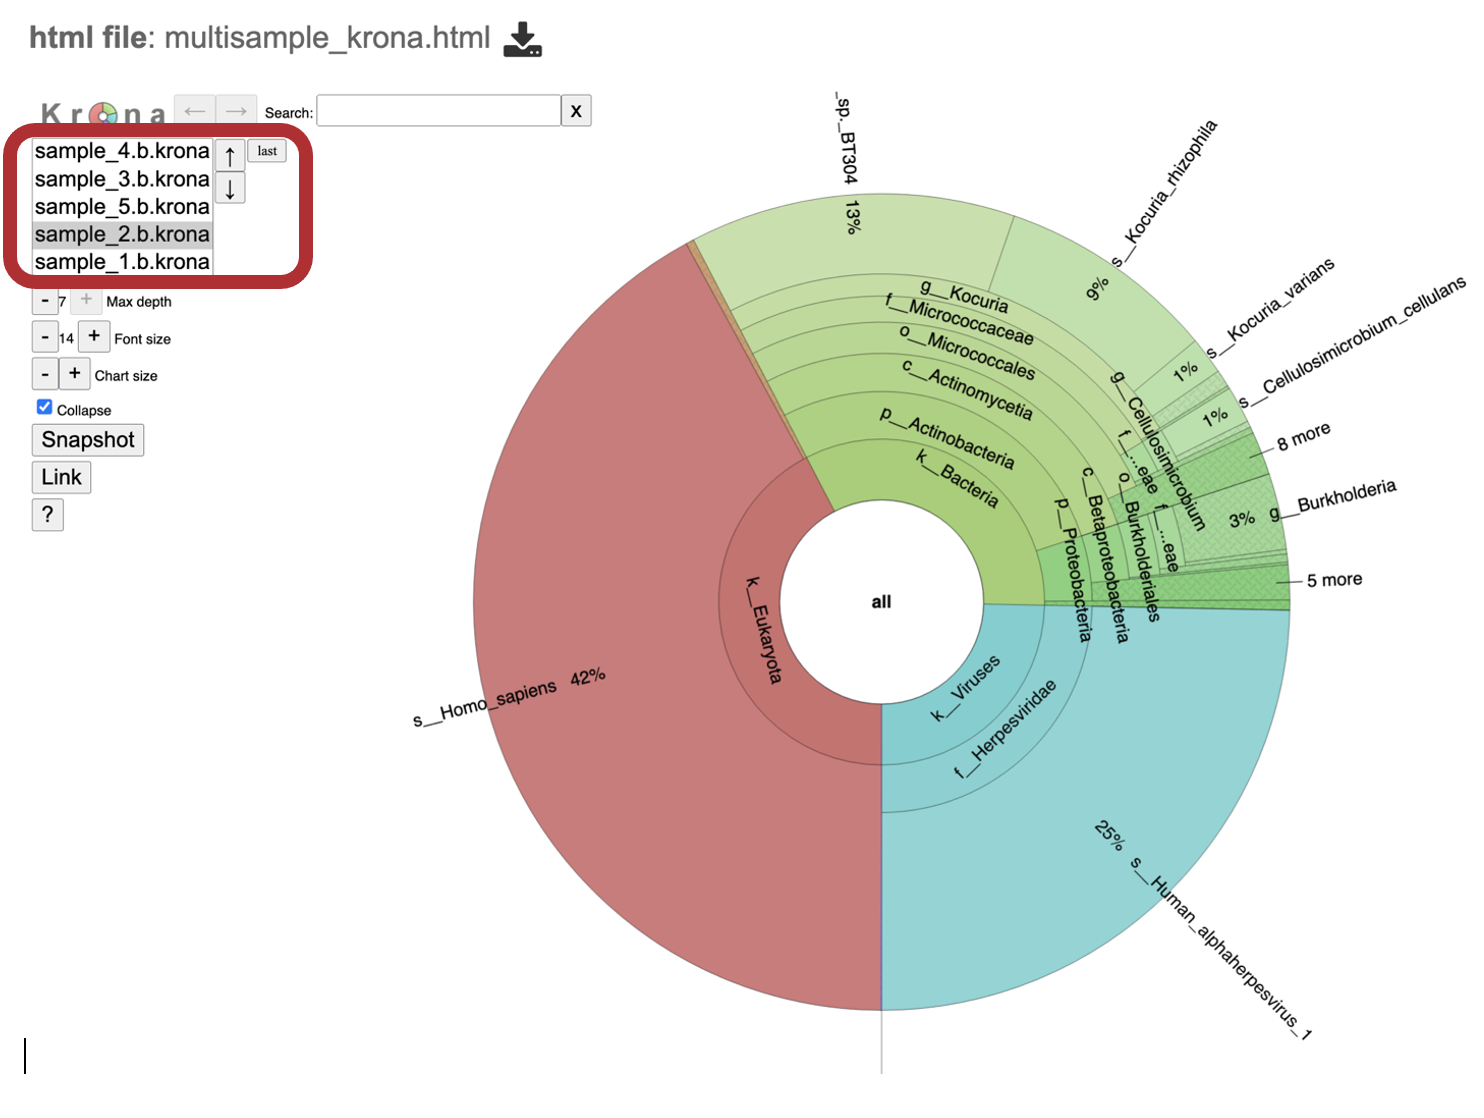 html file: multisample_krona.html
Krona
←
→
Search:
x
sample_4.b.krona
sample_3.b.krona
sample_5.b.krona
sample_2.b.krona
sample_1.b.krona
↑
↓
last
- 7 + Max depth
- 14 + Font size
- + Chart size
Collapse
Snapshot
Link
?
_sp._BT304 13%
9% s__Kocuria_rhizophila
1% s__Kocuria_varians
1% s__Cellulosimicrobium_cellulans
8 more
3% g__Burkholderia
5 more
g__Kocuria
f__Micrococcaceae
o__Micrococcales
c__Actinomycetia
p__Actinobacteria
k__Bacteria
g__Cellulosimicrobium
f__...eae
o__Burkholderiales
f__...eae
c__Betaproteobacteria
p__Proteobacteria
all
k__Eukaryota
s__Homo_sapiens 42%
k__Viruses
f__Herpesviridae
25% s__Human_alphaherpesvirus_1